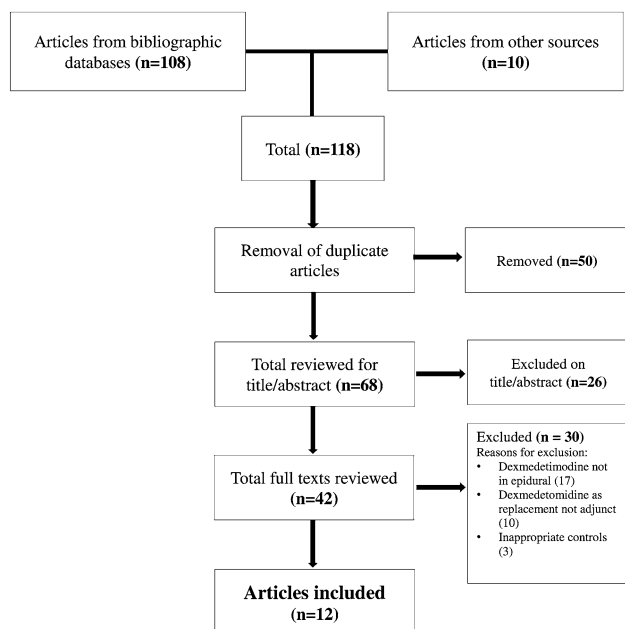 Articles from bibliographic
databases (n=108)
Articles from other sources
(n=10)
Total (n=118)
Removal of duplicate
articles
Removed (n=50)
Total reviewed for
title/abstract (n=68)
Excluded on
title/abstract (n=26)
Total full texts reviewed
(n=42)
Excluded (n = 30)
Reasons for exclusion:
• Dexmedetimodine not
in epidural (17)
• Dexmedetomidine as
replacement not adjunct
(10)
• Inappropriate controls
(3)
Articles included
(n=12)